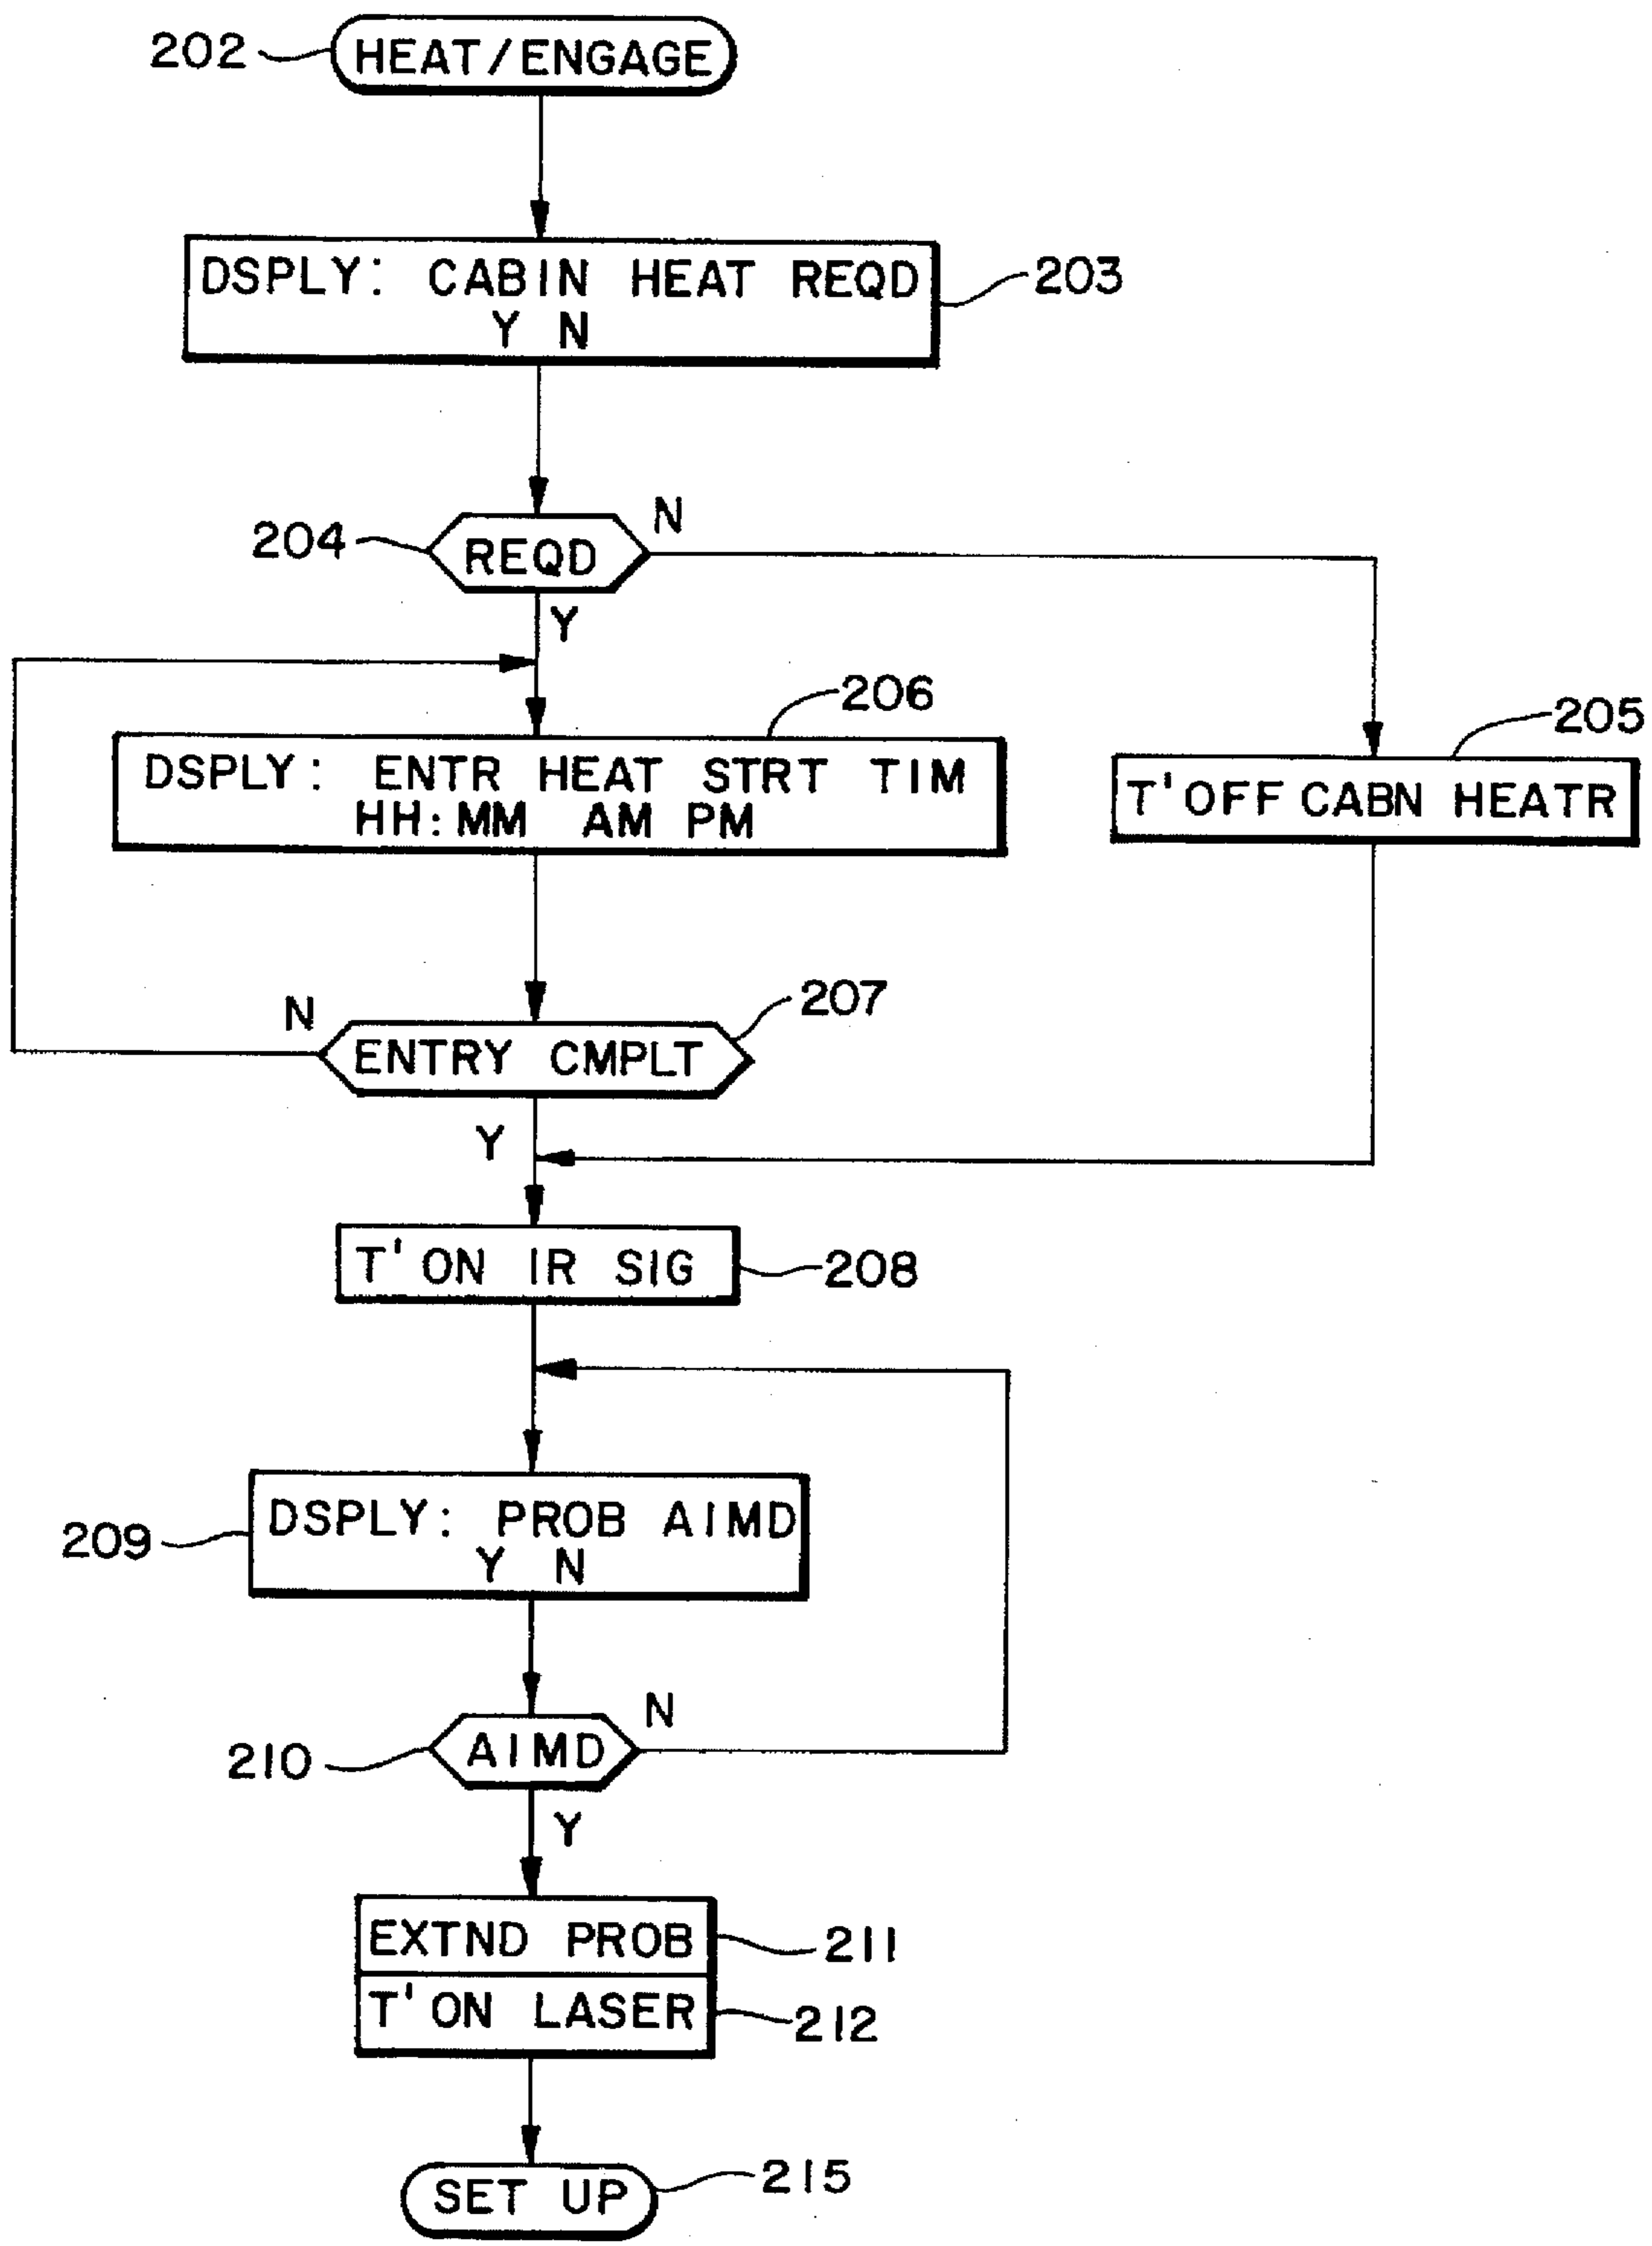 202
HEAT/ENGAGE
DSPLY: CABIN HEAT REQD
Y N
203
204
REQD
N
Y
206
DSPLY: ENTR HEAT STRT TIM
HH:MM AM PM
205
T'OFF CABN HEATR
207
N
ENTRY CMPLT
Y
T'ON IR SIG
208
209
DSPLY: PROB AIMD
Y N
210
AIMD
N
Y
EXTND PROB
211
T'ON LASER
212
SET UP
215